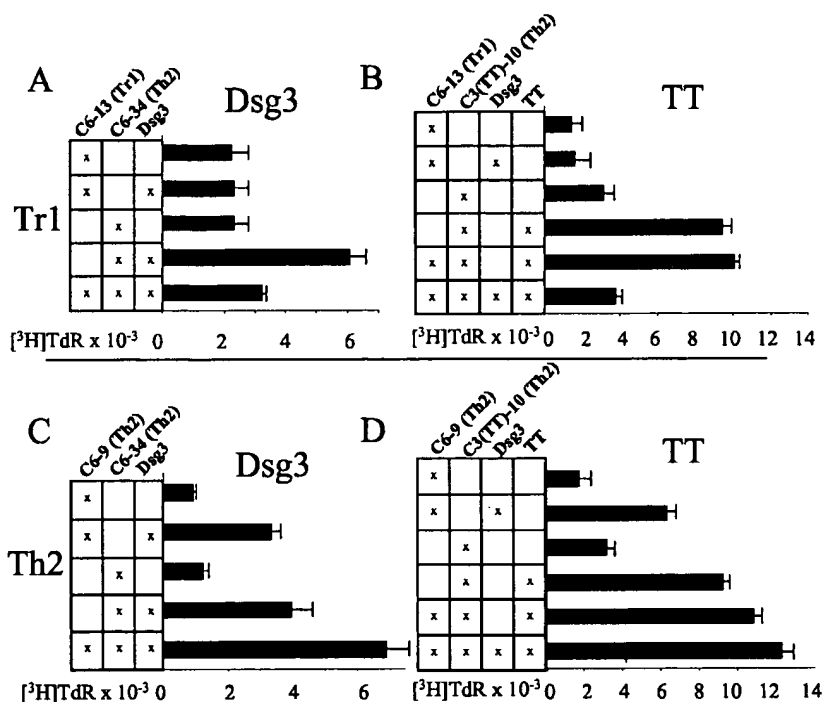 A
C6-13 (Tr1)
C6-34 (Th2)
Dsg3
Dsg3
Tr1
x
x x
x
x x
x x x
[³H]TdR x 10⁻³ 0 2 4 6
B
C6-13 (Tr1)
C3(TT)-10 (Th2)
Dsg3
TT
TT
x
x x
x
x x
x x x
x x x x
[³H]TdR x 10⁻³ 0 2 4 6 8 10 12 14
C
C6-9 (Th2)
C6-34 (Th2)
Dsg3
Dsg3
Th2
x
x x
x
x x
x x x
[³H]TdR x 10⁻³ 0 2 4 6
D
C6-9 (Th2)
C3(TT)-10 (Th2)
Dsg3
TT
TT
x
x x
x
x x
x x x
x x x x
[³H]TdR x 10⁻³ 0 2 4 6 8 10 12 14